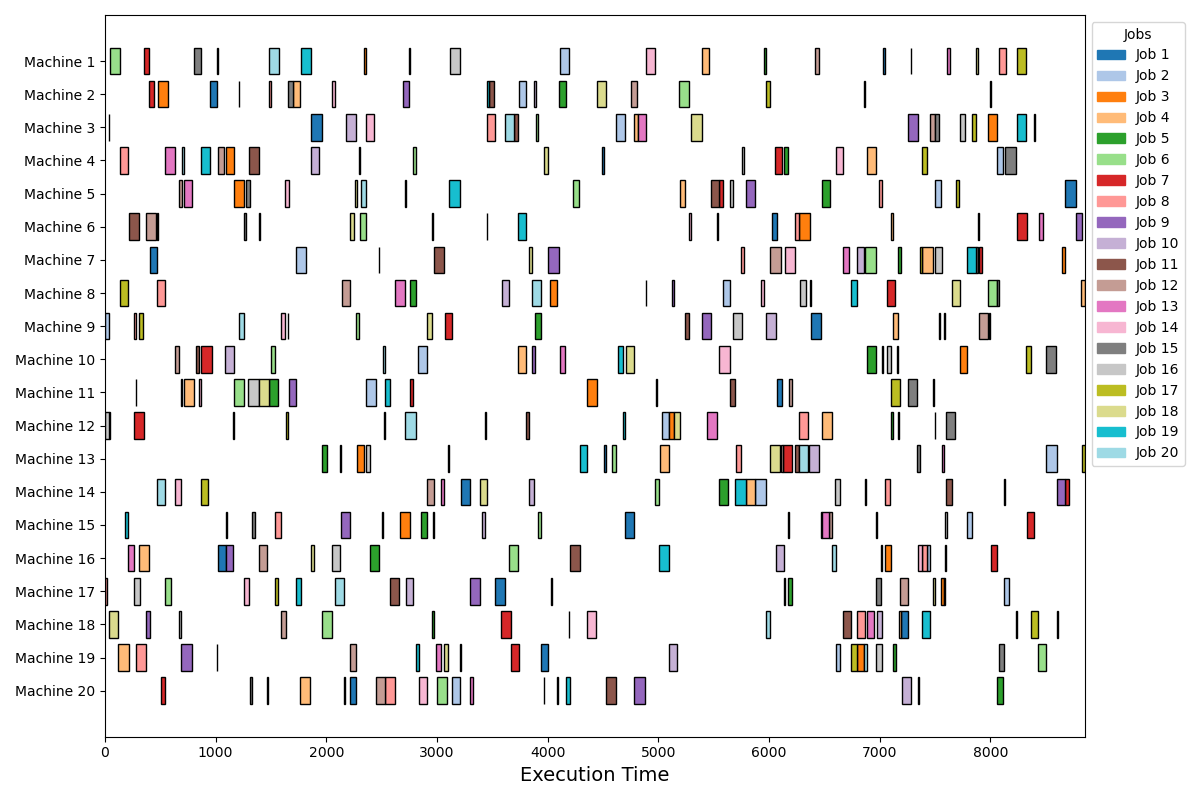 Machine 1
Machine 2
Machine 3
Machine 4
Machine 5
Machine 6
Machine 7
Machine 8
Machine 9
Machine 10
Machine 11
Machine 12
Machine 13
Machine 14
Machine 15
Machine 16
Machine 17
Machine 18
Machine 19
Machine 20
0 1000 2000 3000 4000 5000 6000 7000 8000
Execution Time
Jobs
Job 1
Job 2
Job 3
Job 4
Job 5
Job 6
Job 7
Job 8
Job 9
Job 10
Job 11
Job 12
Job 13
Job 14
Job 15
Job 16
Job 17
Job 18
Job 19
Job 20